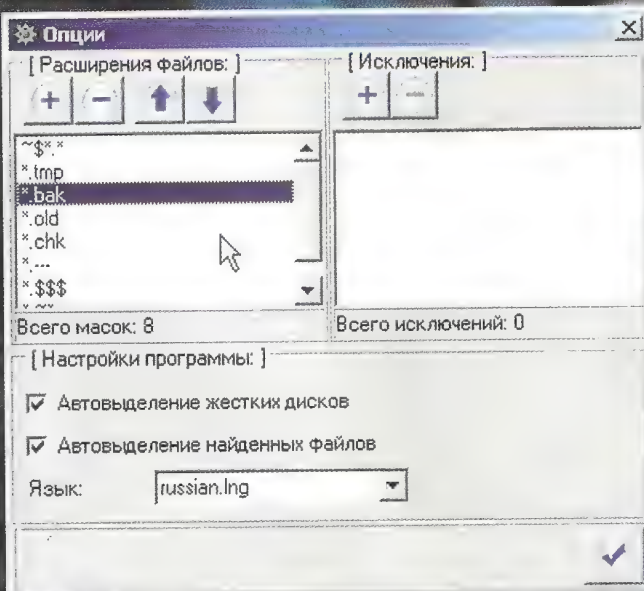 Опции
[ Расширения файлов: ]
~$*.*
*.tmp
*.bak
*.old
*.chk
*.---
*.$$$
Всего масок: 8
[ Исключения: ]
Всего исключений: 0
[ Настройки программы: ]
Автовыделение жестких дисков
Автовыделение найденных файлов
Язык:
russian.lng